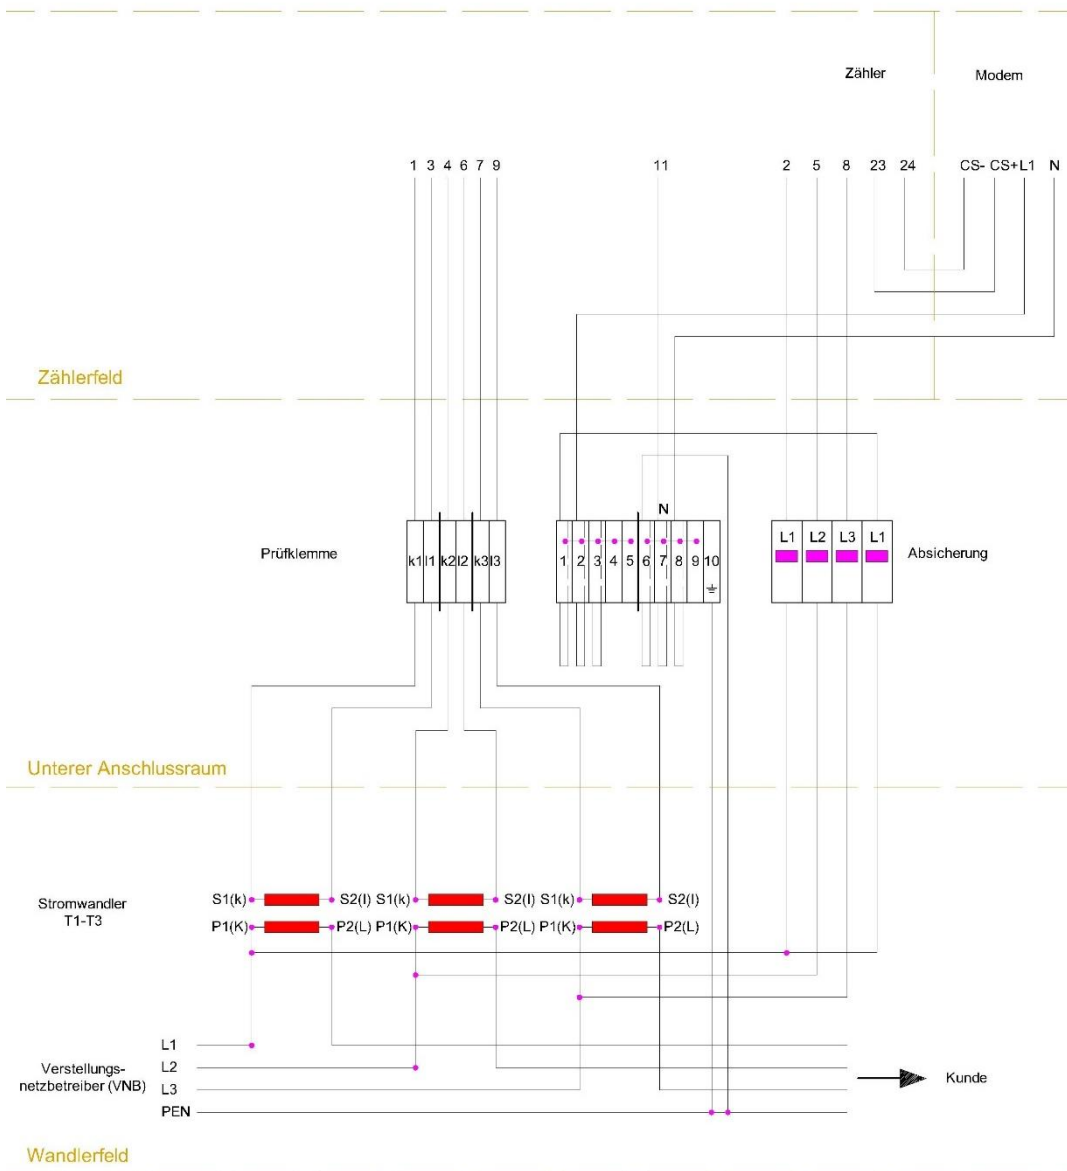 Zähler Modem
1 3 4 6 7 9 11 2 5 8 23 24 CS- CS+ L1 N
Zählerfeld
N
Prüfklemme
k1 l1 k2 l2 k3 l3
1 2 3 4 5 6 7 8 9 10
L1 L2 L3 L1
Absicherung
Unterer Anschlussraum
Stromwandler
T1-T3
S1(k) S2(l) S1(k) S2(l) S1(k) S2(l)
P1(K) P2(L) P1(K) P2(L) P1(K) P2(L)
L1
L2
L3
PEN
Verstellungs-
netzbetreiber (VNB)
Kunde
Wandlerfeld